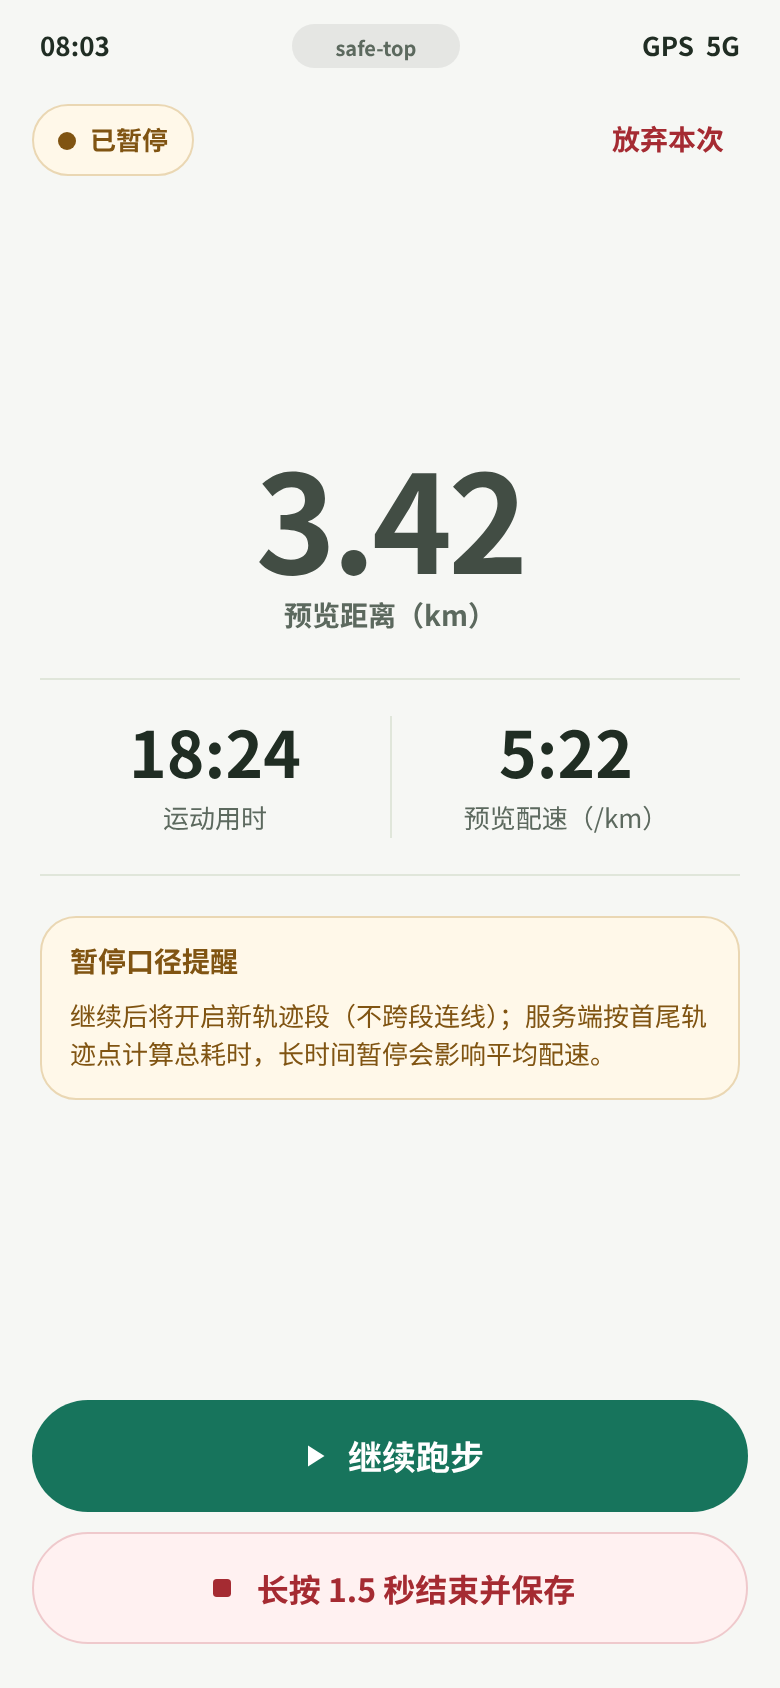 08:03
safe-top
GPS 5G
已暂停
放弃本次
3.42
预览距离（km）
18:24
运动用时
5:22
预览配速（/km）
暂停口径提醒
继续后将开启新轨迹段（不跨段连线）；服务端按首尾轨
迹点计算总耗时，长时间暂停会影响平均配速。
继续跑步
长按 1.5 秒结束并保存